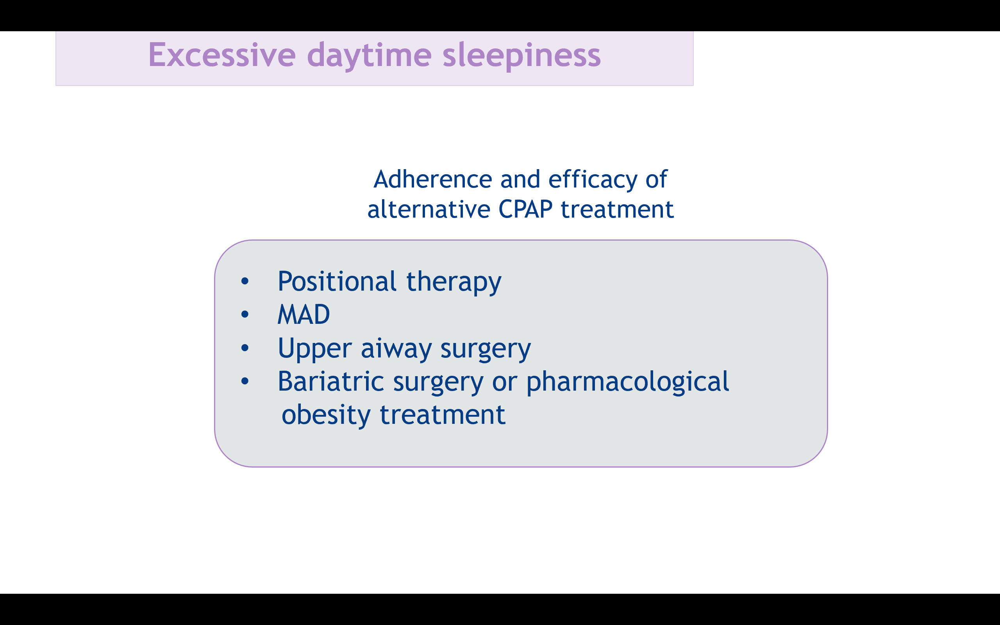 Excessive daytime sleepiness
Adherence and efficacy of
alternative CPAP treatment
• Positional therapy
• MAD
• Upper aiway surgery
• Bariatric surgery or pharmacological
obesity treatment